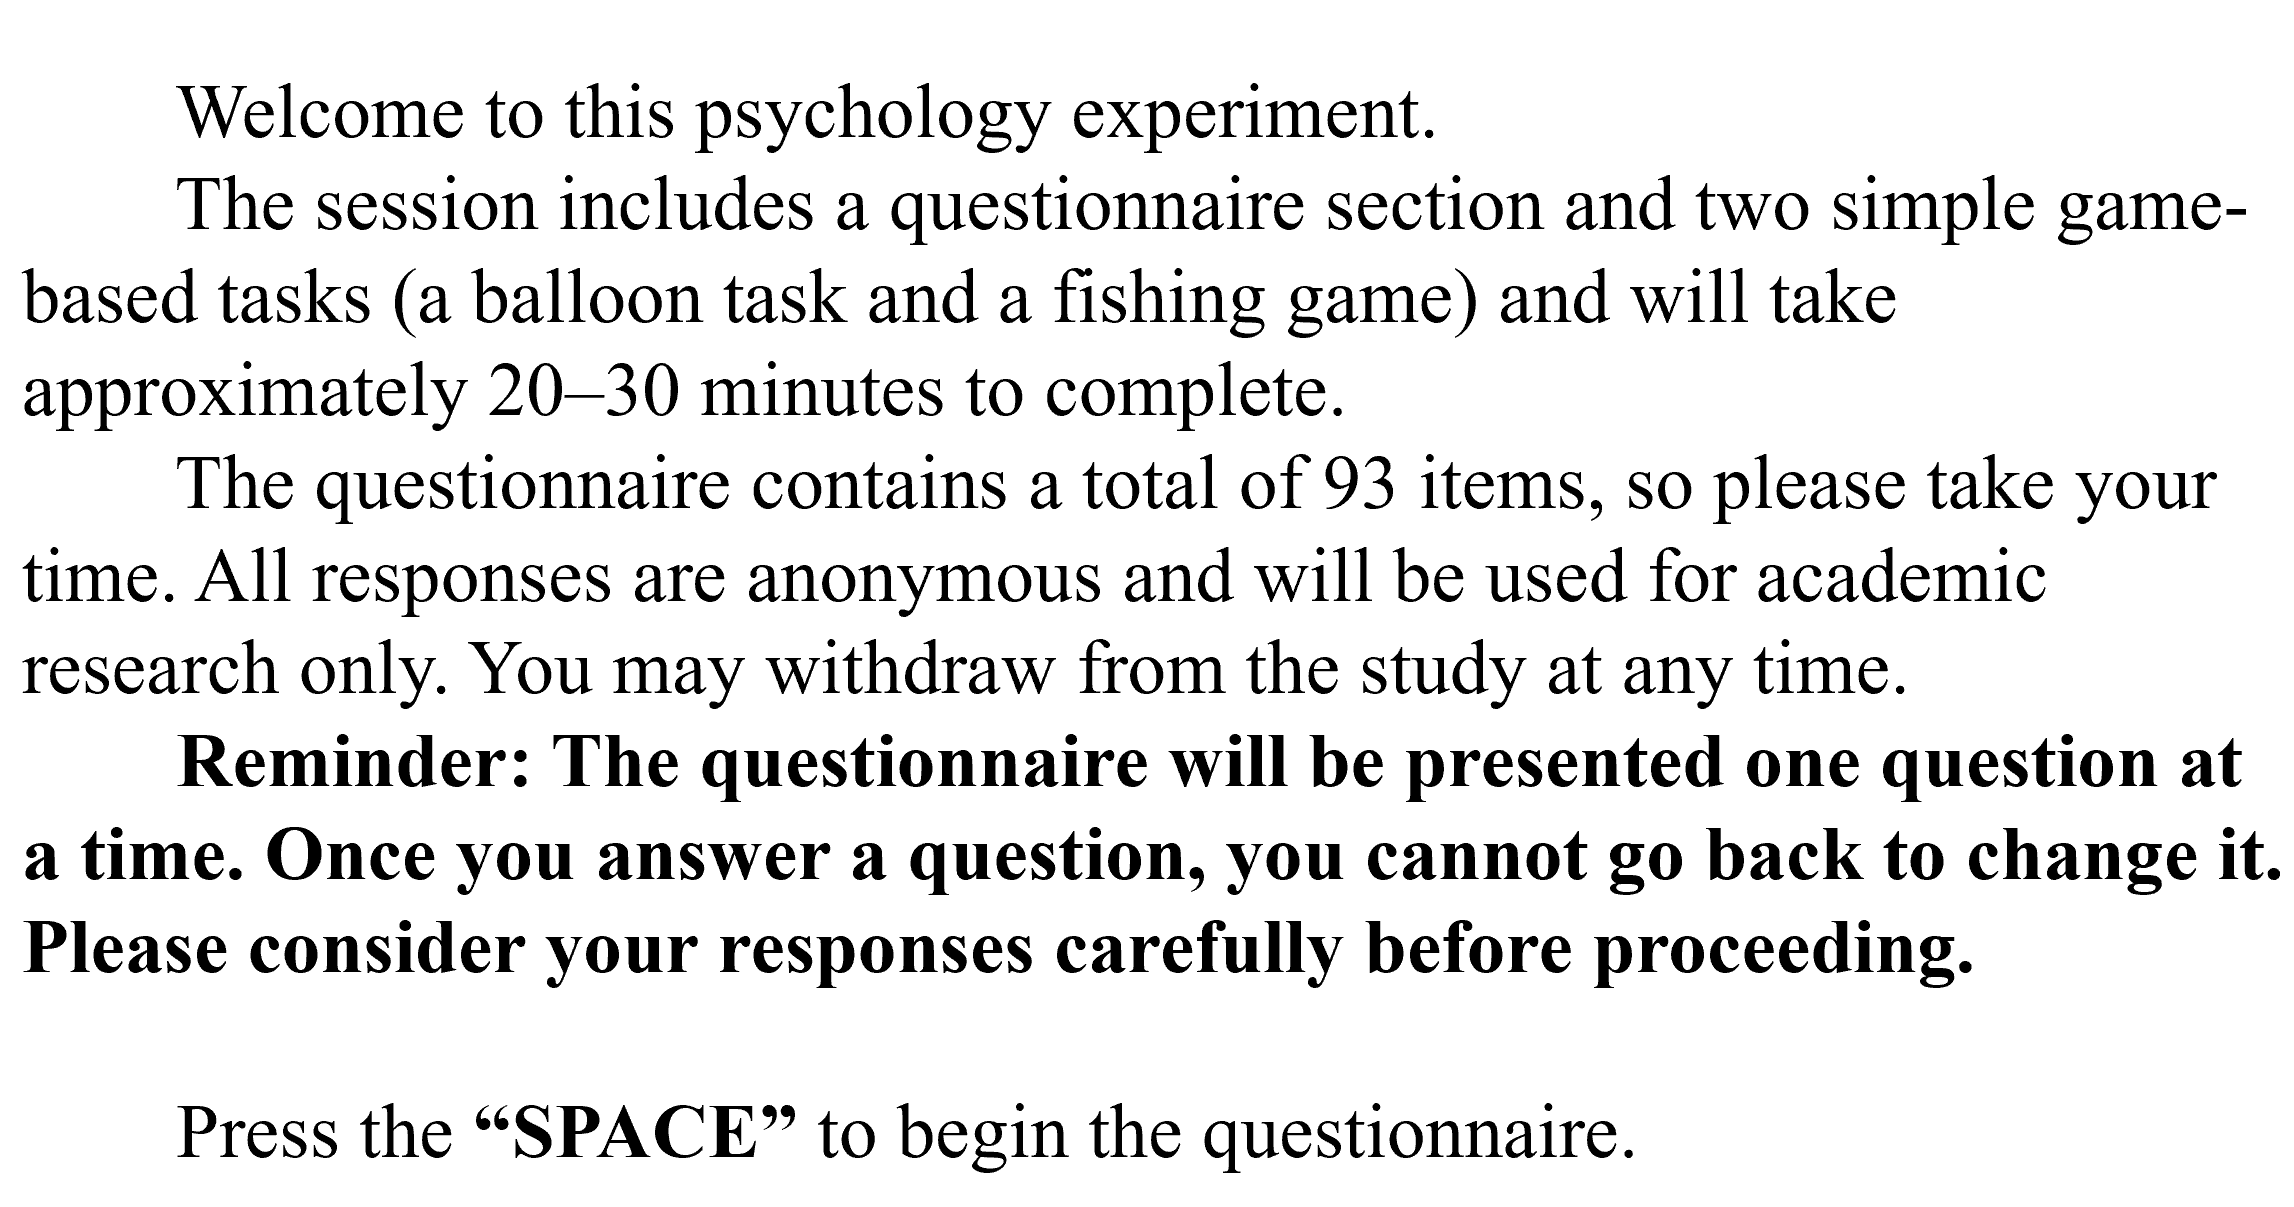 Welcome to this psychology experiment.
The session includes a questionnaire section and two simple game-
based tasks (a balloon task and a fishing game) and will take
approximately 20–30 minutes to complete.
The questionnaire contains a total of 93 items, so please take your
time. All responses are anonymous and will be used for academic
research only. You may withdraw from the study at any time.
Reminder: The questionnaire will be presented one question at
a time. Once you answer a question, you cannot go back to change it.
Please consider your responses carefully before proceeding.
Press the “SPACE” to begin the questionnaire.